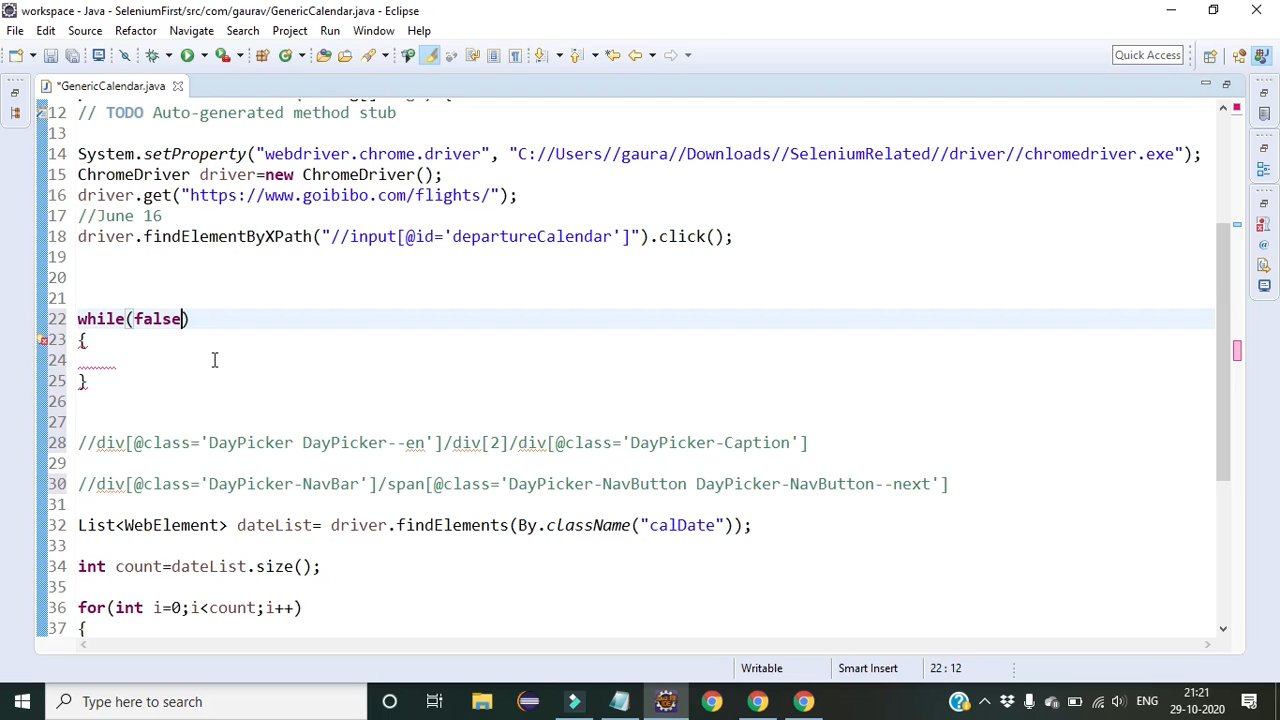 workspace - Java - SeleniumFirst/src/com/gaurav/GenericCalendar.java - Eclipse
File Edit Source Refactor Navigate Search Project Run Window Help
Quick Access
*GenericCalendar.java
12 // TODO Auto-generated method stub
13
14 System.setProperty("webdriver.chrome.driver", "C://Users//gaura//Downloads//SeleniumRelated//driver//chromedriver.exe");
15 ChromeDriver driver=new ChromeDriver();
16 driver.get("https://www.goibibo.com/flights/");
17 //June 16
18 driver.findElementByXPath("//input[@id='departureCalendar']").click();
19
20
21
22 while(false)
23 {
24
25 }
26
27
28 //div[@class='DayPicker DayPicker--en']/div[2]/div[@class='DayPicker-Caption']
29
30 //div[@class='DayPicker-NavBar']/span[@class='DayPicker-NavButton DayPicker-NavButton--next']
31
32 List<WebElement> dateList= driver.findElements(By.className("calDate"));
33
34 int count=dateList.size();
35
36 for(int i=0;i<count;i++)
37 {
Writable Smart Insert 22 : 12
Type here to search
ENG
21:21
29-10-2020